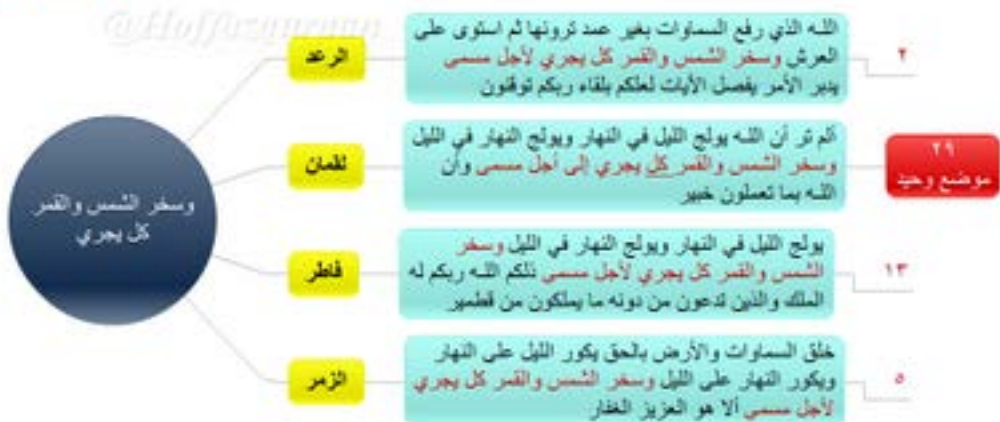 @Hoffazquraan
وسخر الشمس والقمر
كل يجري
الرعد
الله الذي رفع السماوات بغير عمد ترونها ثم استوى على
العرش وسخر الشمس والقمر كل يجري لأجل مسمى
يدبر الأمر يفصل الآيات لعلكم بلقاء ربكم توقنون
٢
لقمان
ألم تر أن الله يولج الليل في النهار ويولج النهار في الليل
وسخر الشمس والقمر كل يجري إلى أجل مسمى وأن
الله بما تعملون خبير
٢٩
موضع وحيد
فاطر
يولج الليل في النهار ويولج النهار في الليل وسخر
الشمس والقمر كل يجري لأجل مسمى ذلكم الله ربكم له
الملك والذين تدعون من دونه ما يملكون من قطمير
١٣
الزمر
خلق السماوات والأرض بالحق يكور الليل على النهار
ويكور النهار على الليل وسخر الشمس والقمر كل يجري
لأجل مسمى ألا هو العزيز الغفار
٥